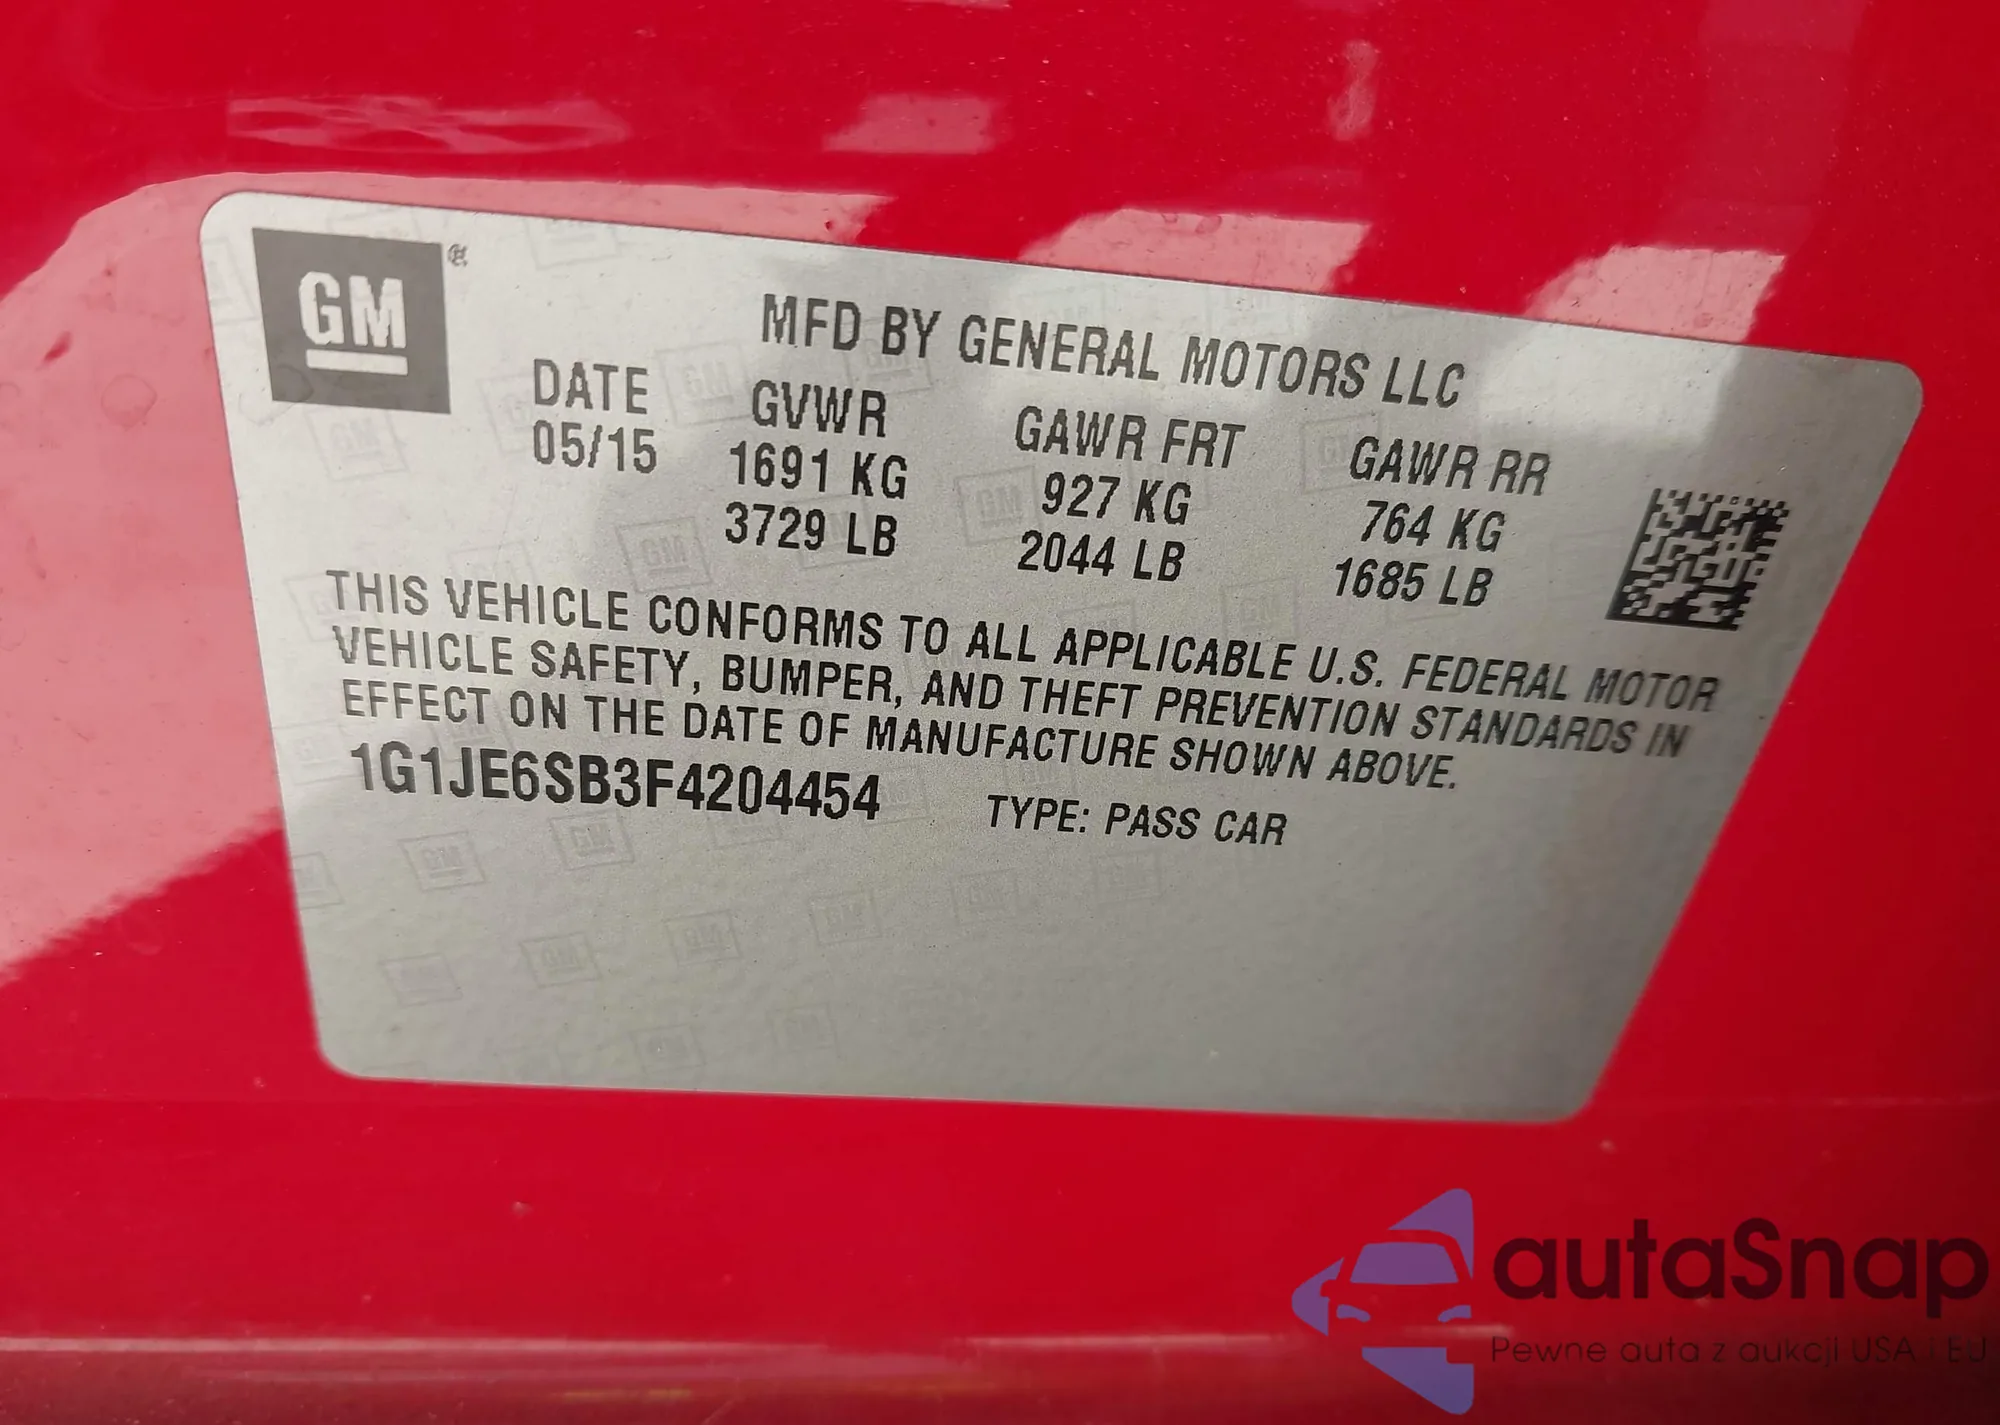 GM
MFD BY GENERAL MOTORS LLC
DATE GVWR GAWR FRT GAWR RR
05/15 1691 KG 927 KG 764 KG
3729 LB 2044 LB 1685 LB
THIS VEHICLE CONFORMS TO ALL APPLICABLE U.S. FEDERAL MOTOR
VEHICLE SAFETY, BUMPER, AND THEFT PREVENTION STANDARDS IN
EFFECT ON THE DATE OF MANUFACTURE SHOWN ABOVE.
1G1JE6SB3F4204454 TYPE: PASS CAR
autaSnap
Pewne auta z aukcji USA i EU